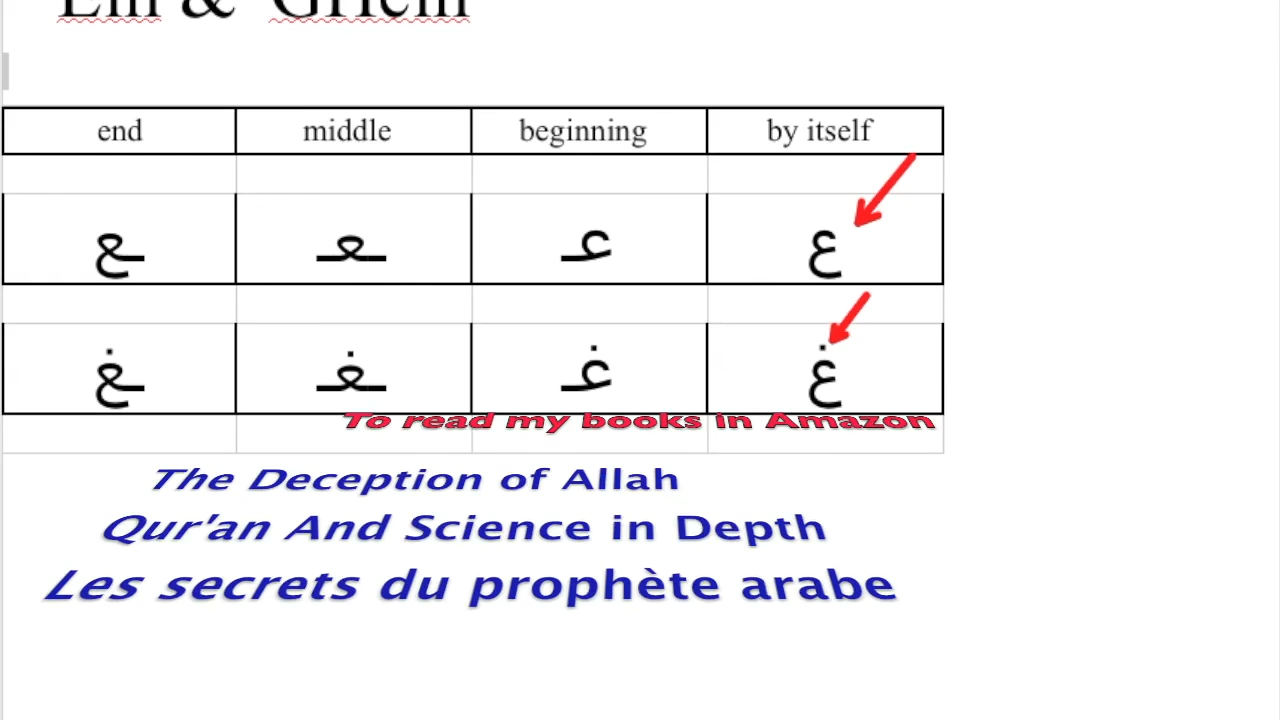 end middle beginning by itself
ـع ـعـ عـ ع
ـغ ـغـ غـ غ
To read my books in Amazon
The Deception of Allah
Qur'an And Science in Depth
Les secrets du prophète arabe